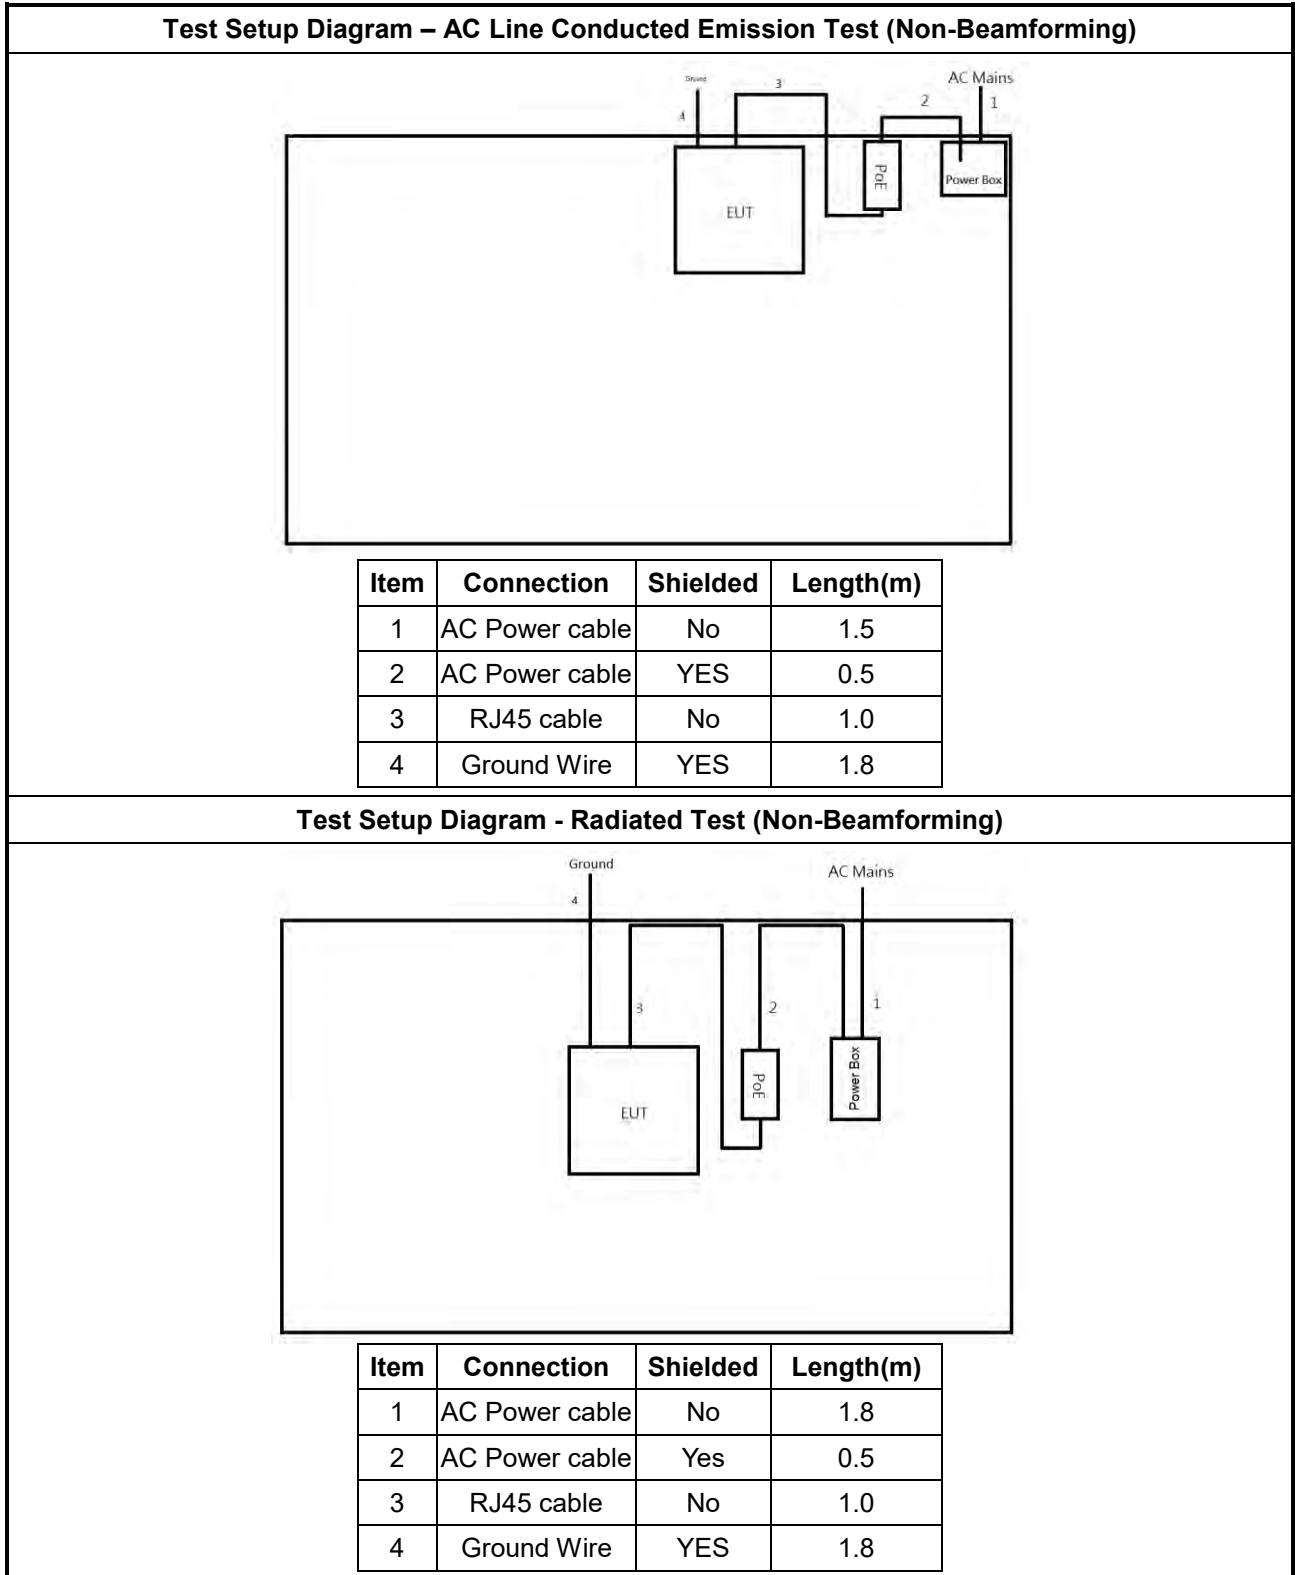 Test Setup Diagram – AC Line Conducted Emission Test (Non-Beamforming)
Ground
3
AC Mains
4
2
1
PoE
Power Box
EUT
Item Connection Shielded Length(m)
1 AC Power cable No 1.5
2 AC Power cable YES 0.5
3 RJ45 cable No 1.0
4 Ground Wire YES 1.8
Test Setup Diagram - Radiated Test (Non-Beamforming)
Ground
AC Mains
4
3
2
1
PoE
Power Box
EUT
Item Connection Shielded Length(m)
1 AC Power cable No 1.8
2 AC Power cable Yes 0.5
3 RJ45 cable No 1.0
4 Ground Wire YES 1.8